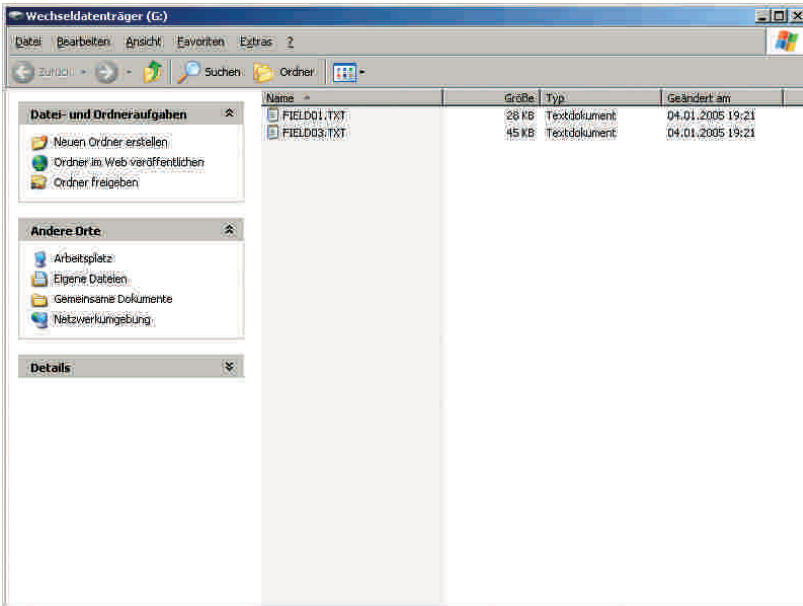 Wechseldatenträger (G:)
Datei Bearbeiten Ansicht Favoriten Extras ?
Zurück Suchen Ordner
Datei- und Ordneraufgaben
Neuen Ordner erstellen
Ordner im Web veröffentlichen
Ordner freigeben
Andere Orte
Arbeitsplatz
Eigene Dateien
Gemeinsame Dokumente
Netzwerkumgebung
Details
Name Größe Typ Geändert am
FIELD01.TXT 28 KB Textdokument 04.01.2005 19:21
FIELD03.TXT 45 KB Textdokument 04.01.2005 19:21